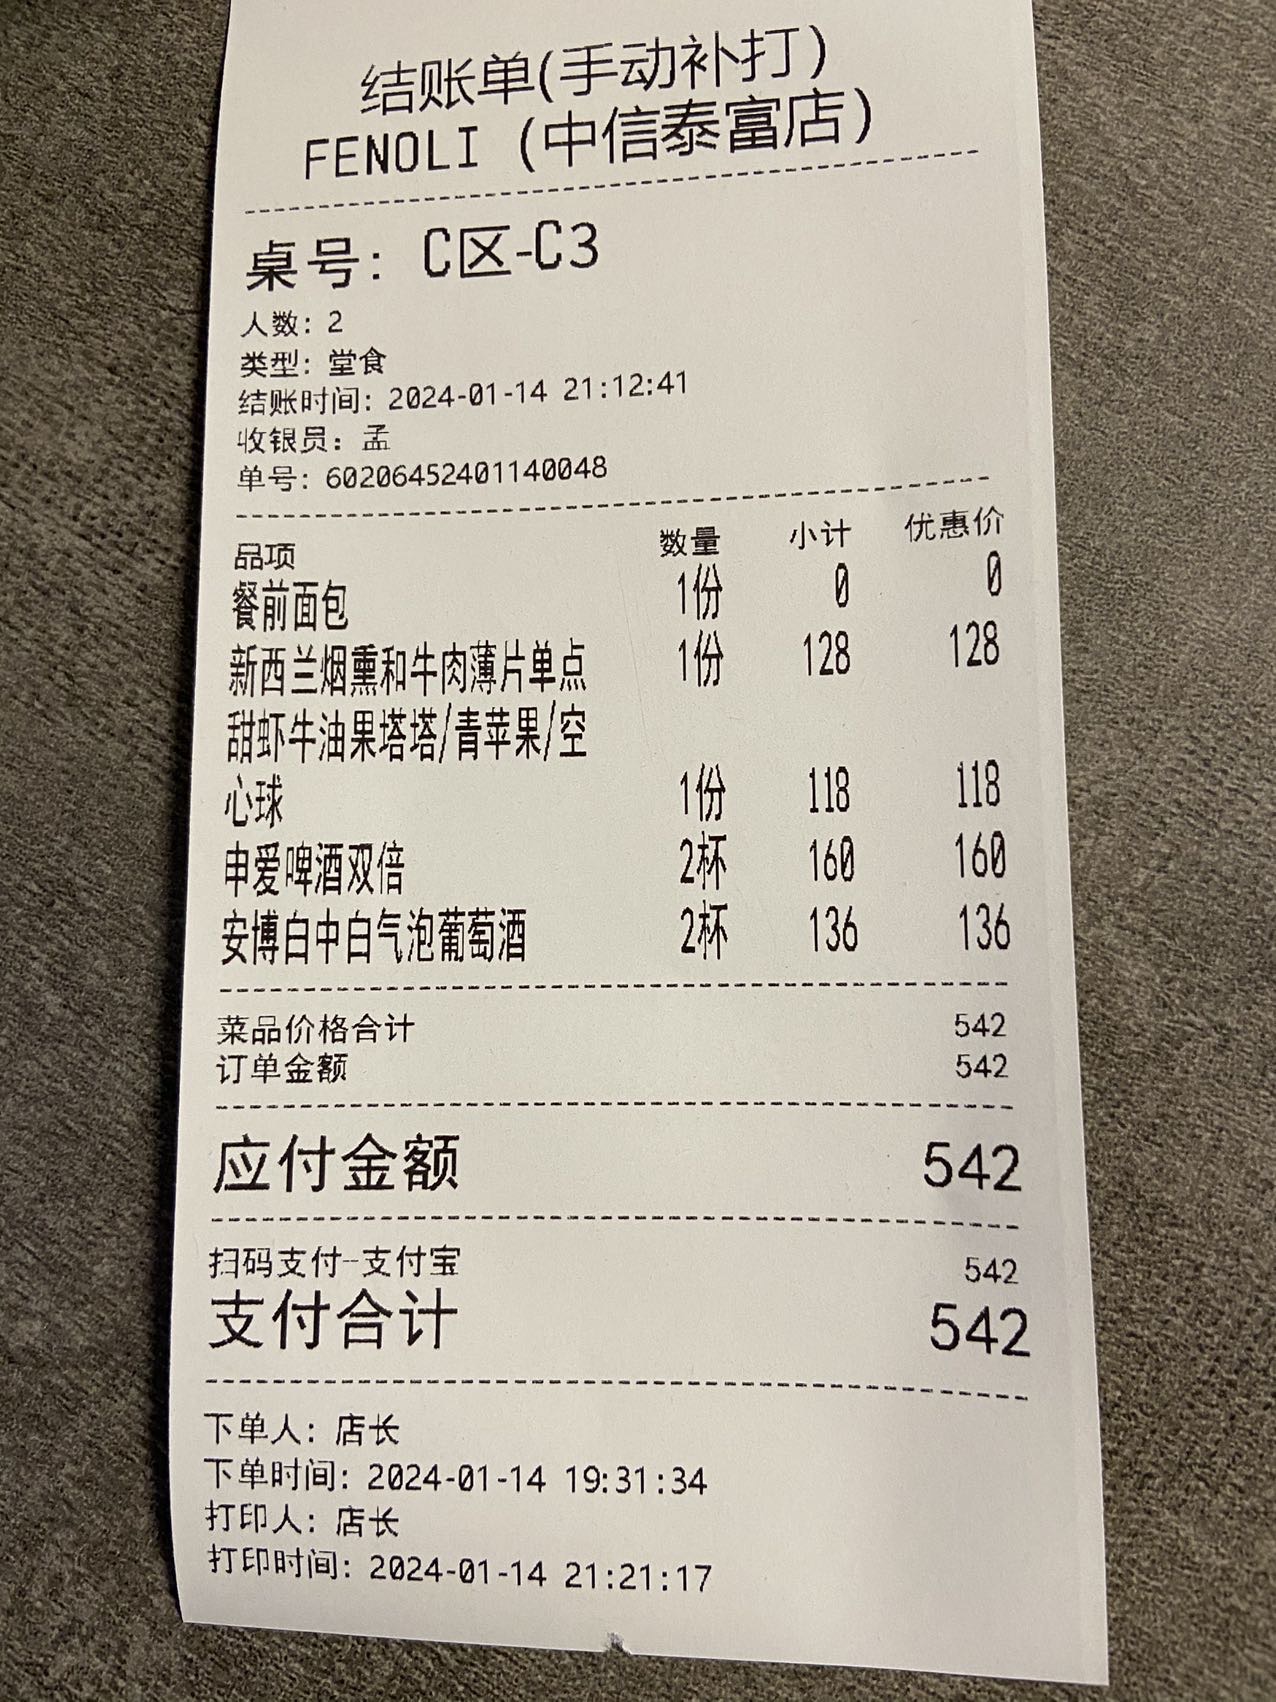 结账单(手动补打)
FENOLI (中信泰富店)
桌号: C区-C3
人数: 2
类型: 堂食
结账时间: 2024-01-14 21:12:41
收银员: 孟
单号: 60206452401140048
品项 数量 小计 优惠价
餐前面包 1份 0 0
新西兰烟熏和牛肉薄片单点 1份 128 128
甜虾牛油果塔塔/青苹果/空
心球 1份 118 118
申爱啤酒双倍 2杯 160 160
安博白中白气泡葡萄酒 2杯 136 136
菜品价格合计 542
订单金额 542
应付金额 542
扫码支付--支付宝 542
支付合计 542
下单人: 店长
下单时间: 2024-01-14 19:31:34
打印人: 店长
打印时间: 2024-01-14 21:21:17